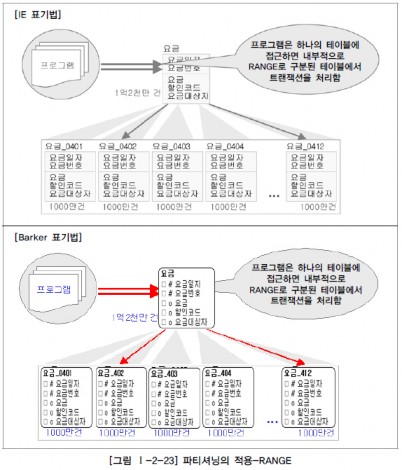 [IE 표기법]
프로그램
요금
요금일자
요금번호
요금
할인코드
요금대상자
1억2천만 건
프로그램은 하나의 테이블에
접근하면 내부적으로
RANGE로 구분된 테이블에서
트랜잭션을 처리함
요금_0401 요금_0402 요금_0403 요금_0404 요금_0412
요금일자 요금일자 요금일자 요금일자 요금일자
요금번호 요금번호 요금번호 요금번호 요금번호
요금 요금 요금 요금 요금
할인코드 할인코드 할인코드 할인코드 할인코드
요금대상자 요금대상자 요금대상자 요금대상자 ... 요금대상자
1000만건 1000만건 1000만건 1000만건 1000만건
[Barker 표기법]
프로그램
요금
□ # 요금일자
□ # 요금번호
□ o 요금
□ o 할인코드
□ o 요금대상자
1억2천만 건
프로그램은 하나의 테이블에
접근하면 내부적으로
RANGE로 구분된 테이블에서
트랜잭션을 처리함
요금_0401 요금_402 요금_403 요금_404 요금_412
□ # 요금일자 □ # 요금일자 □ # 요금일자 □ # 요금일자 □ # 요금일자
□ # 요금번호 □ # 요금번호 □ # 요금번호 □ # 요금번호 □ # 요금번호
□ o 요금 □ o 요금 □ o 요금 □ o 요금 □ o 요금
□ o 할인코드 □ o 할인코드 □ o 할인코드 □ o 할인코드 □ o 할인코드
□ o 요금대상자 □ o 요금대상자 □ o 요금대상자 □ o 요금대상자 ... □ o 요금대상자
1000만건 1000만건 1000만건 1000만건 1000만건
[그림 Ⅰ-2-23] 파티셔닝의 적용-RANGE